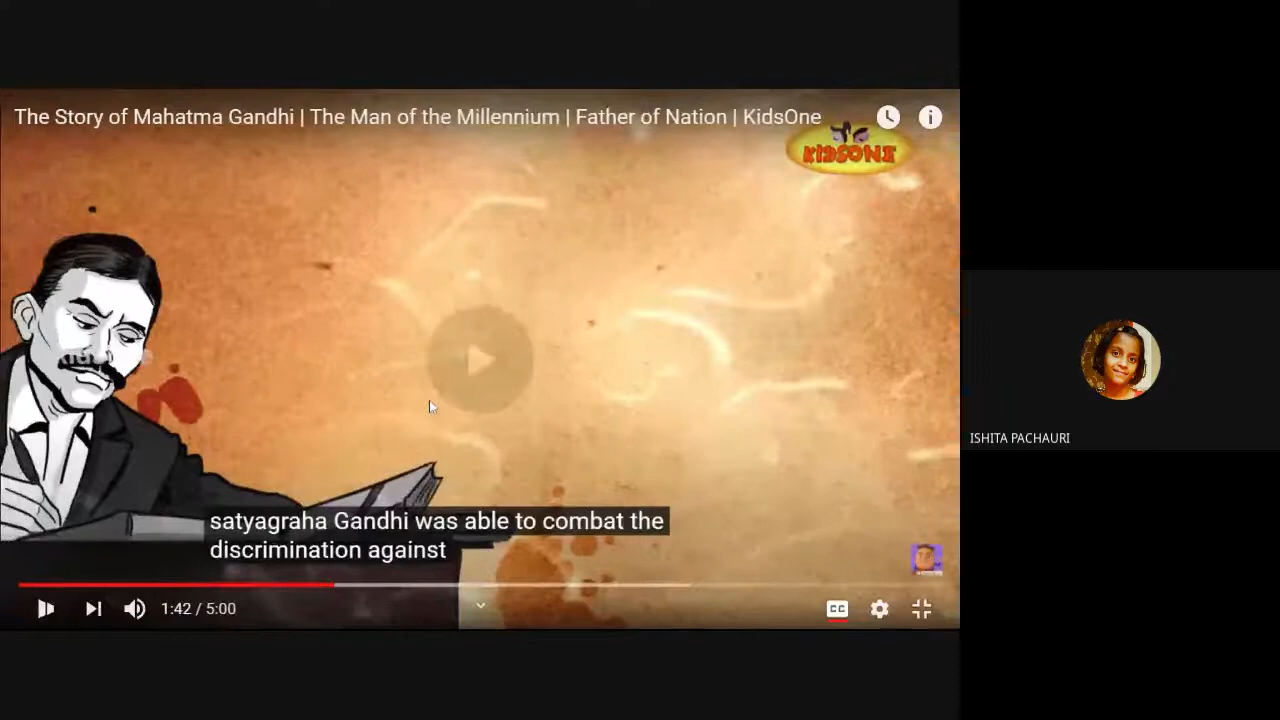 The Story of Mahatma Gandhi | The Man of the Millennium | Father of Nation | KidsOne
KIDSONE
satyagraha Gandhi was able to combat the
discrimination against
1:42 / 5:00
CC
ISHITA PACHAURI